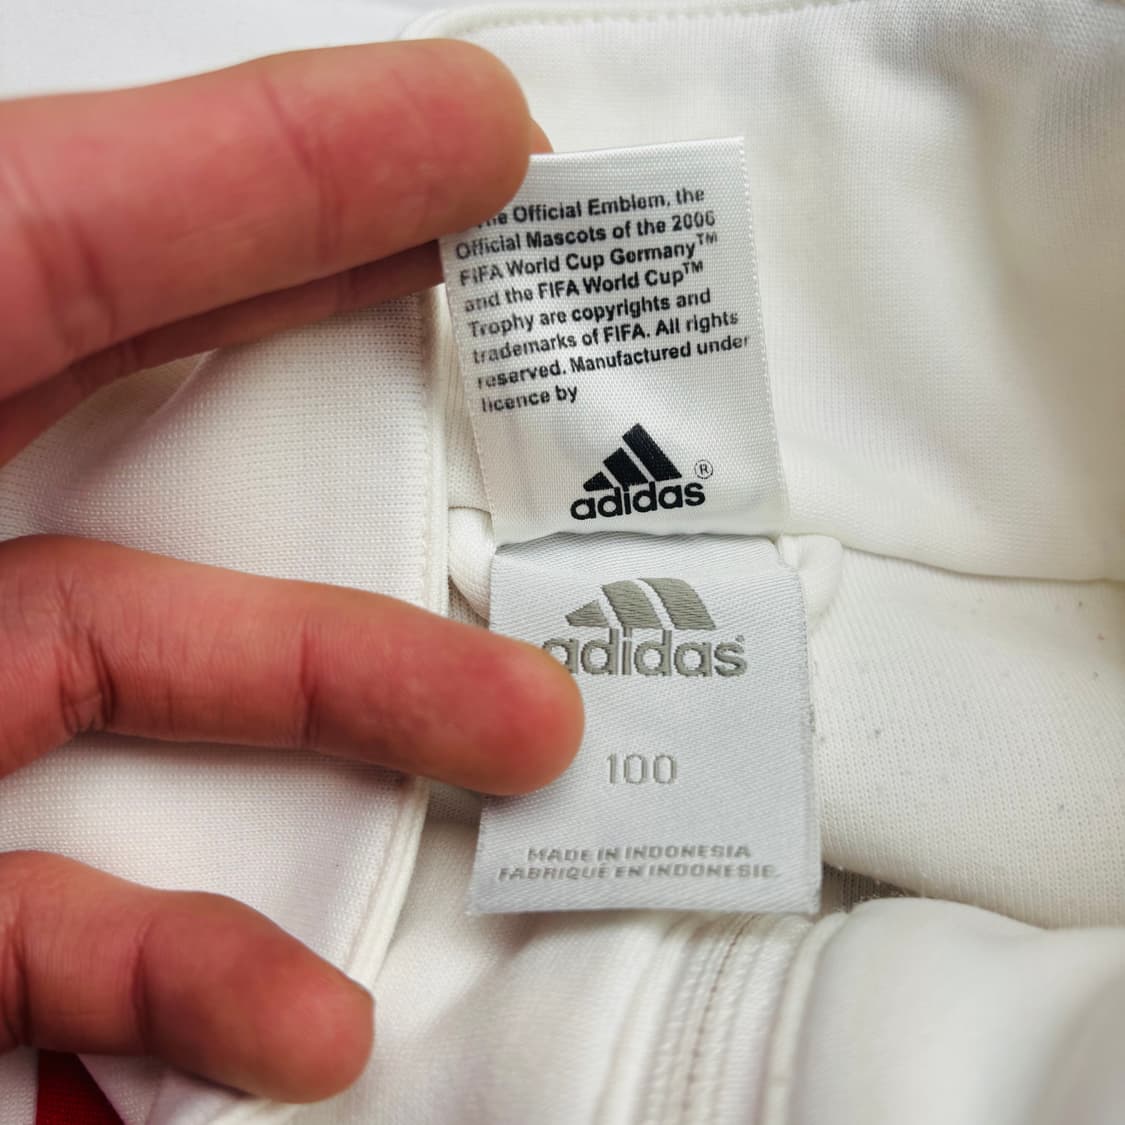 Official Emblem, the
Official Mascots of the 2006
FIFA World Cup Germany™
and the FIFA World Cup™
Trophy are copyrights and
trademarks of FIFA. All rights
reserved. Manufactured under
licence by
adidas®
adidas®
100
MADE IN INDONESIA
FABRIQUÉ EN INDONESIE